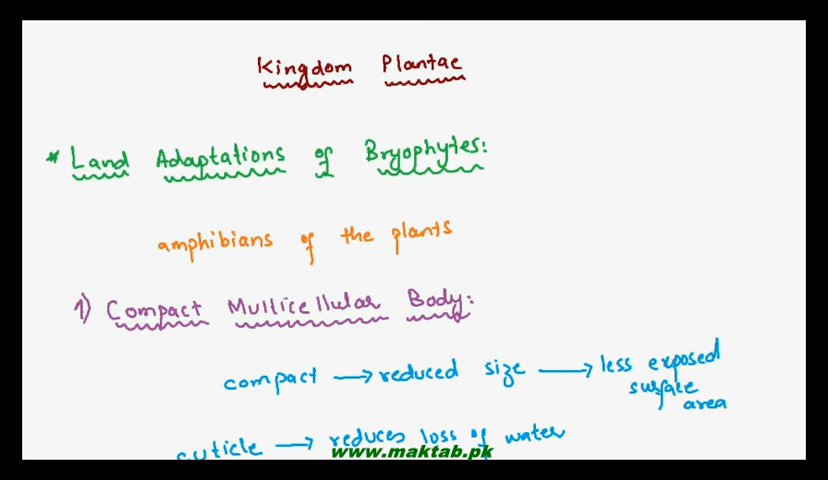 Kingdom Plantae
* Land Adaptations of Bryophytes:
amphibians of the plants
1) Compact Multicellular Body:
compact → reduced size → less exposed
surface
area
cuticle → reduces loss of water
www.maktab.pk